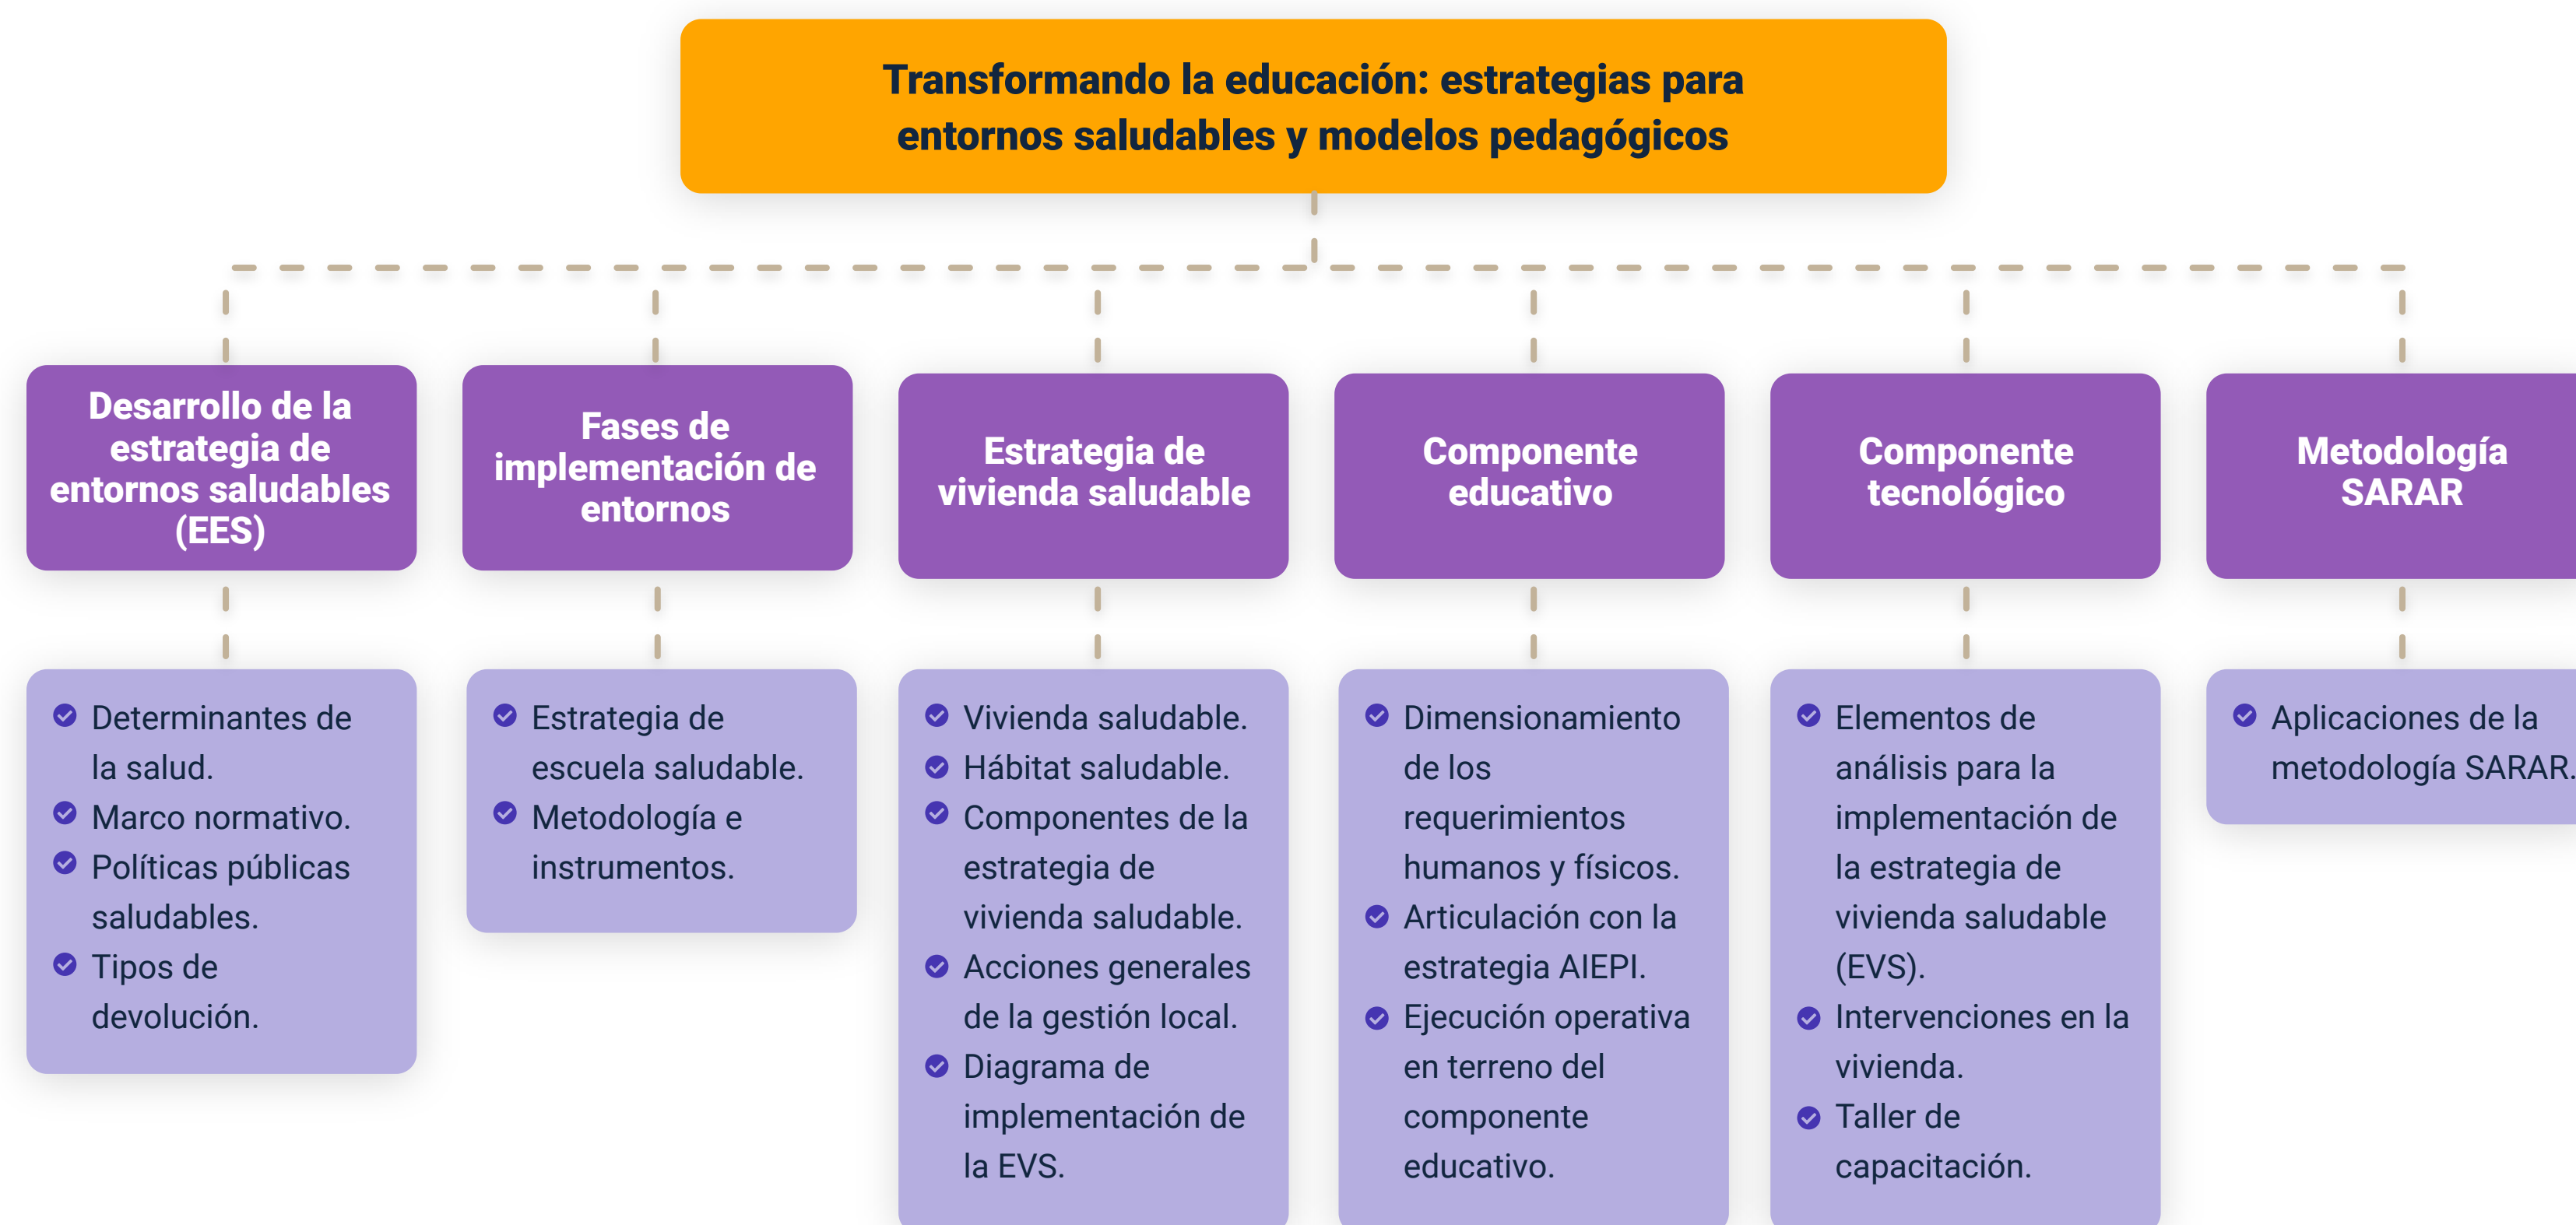 Transformando la educación: estrategias para
entornos saludables y modelos pedagógicos
Desarrollo de la
estrategia de
entornos saludables
(EES)
Fases de
implementación de
entornos
Estrategia de
vivienda saludable
Componente
educativo
Componente
tecnológico
Metodología
SARAR
Determinantes de
la salud.
Marco normativo.
Políticas públicas
saludables.
Tipos de
devolución.
Estrategia de
escuela saludable.
Metodología e
instrumentos.
Vivienda saludable.
Hábitat saludable.
Componentes de la
estrategia de
vivienda saludable.
Acciones generales
de la gestión local.
Diagrama de
implementación de
la EVS.
Dimensionamiento
de los
requerimientos
humanos y físicos.
Articulación con la
estrategia AIEPI.
Ejecución operativa
en terreno del
componente
educativo.
Elementos de
análisis para la
implementación de
la estrategia de
vivienda saludable
(EVS).
Intervenciones en la
vivienda.
Taller de
capacitación.
Aplicaciones de la
metodología SARAR.